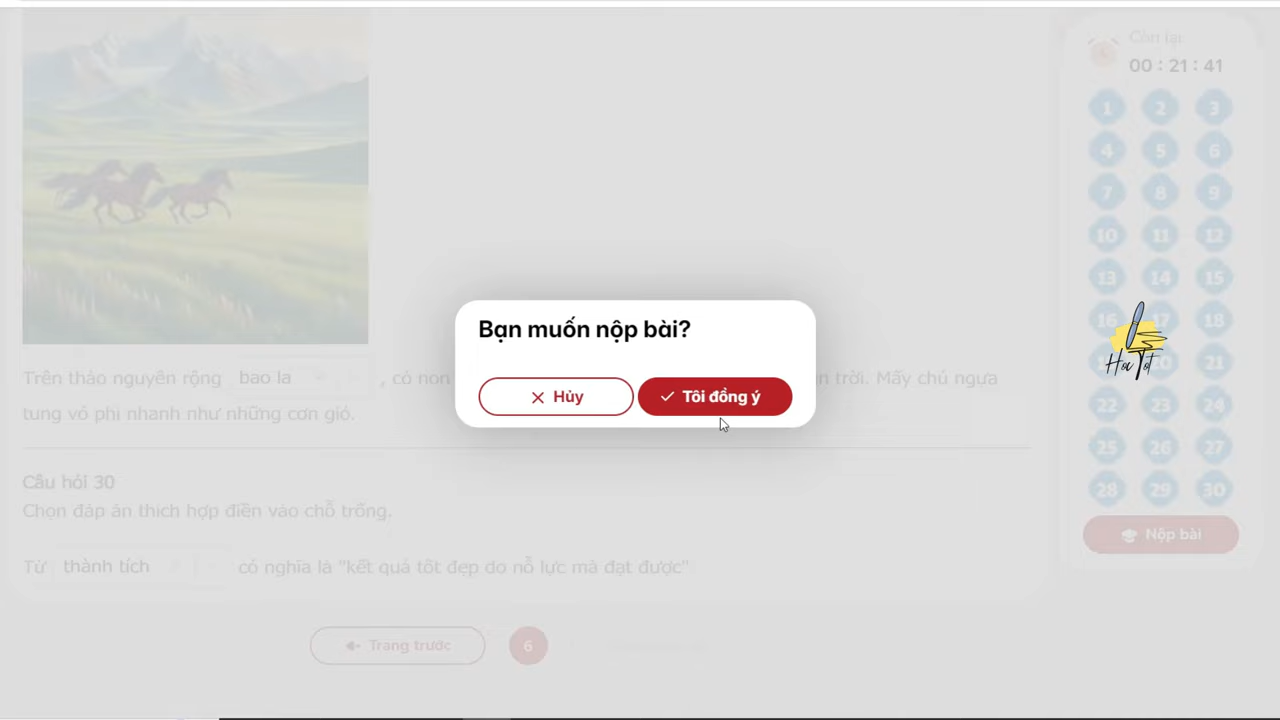 Còn lại
00 : 21 : 41
1 2 3
4 5 6
7 8 9
10 11 12
13 14 15
16 17 18
21
22 23 24
25 26 27
28 29 30
Học Tốt
Nộp bài
Bạn muốn nộp bài?
Hủy
Tôi đồng ý
Trên thảo nguyên rộng bao la , cỏ non trời. Mấy chú ngựa
tung vó phi nhanh như những cơn gió.
Câu hỏi 30
Chọn đáp án thích hợp điền vào chỗ trống.
Từ thành tích có nghĩa là "kết quả tốt đẹp do nỗ lực mà đạt được"
Trang trước
6